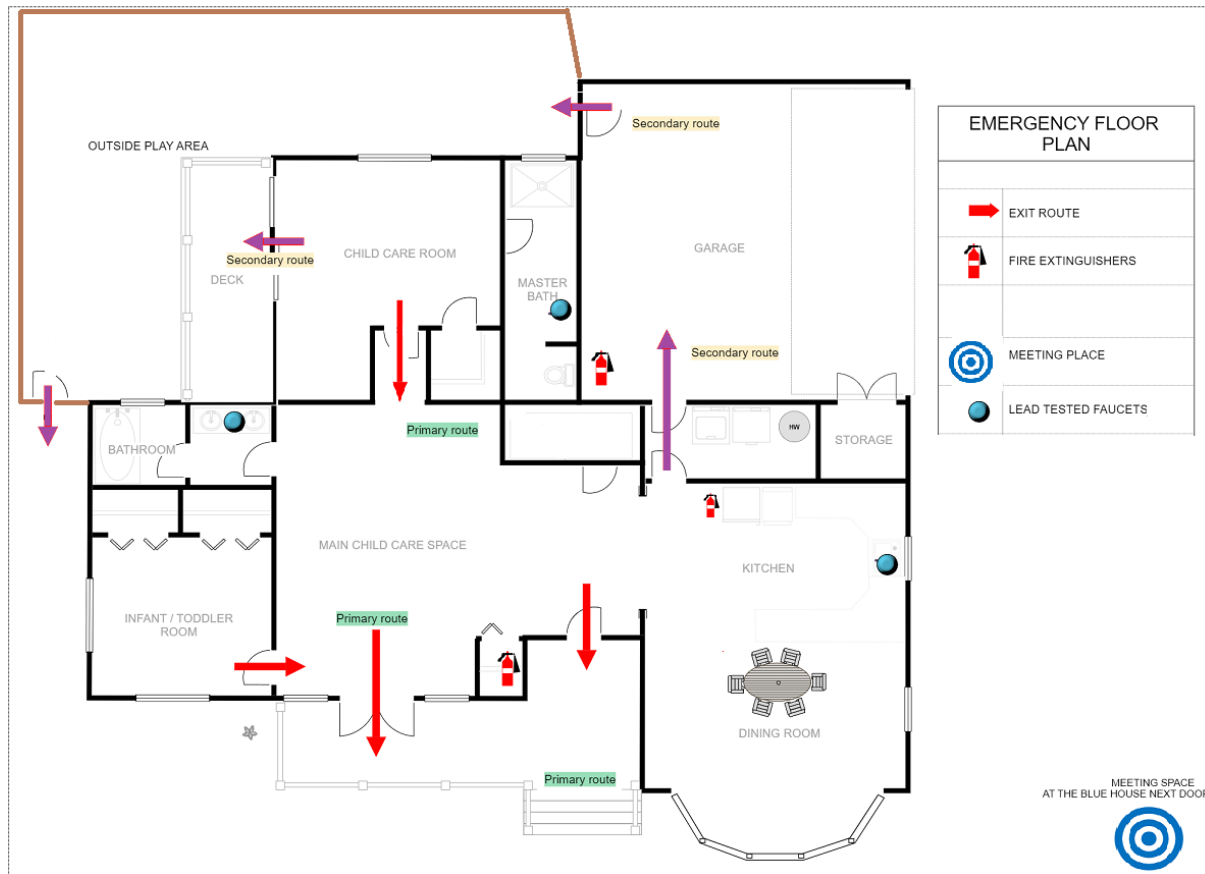 EMERGENCY FLOOR
PLAN
EXIT ROUTE
FIRE EXTINGUISHERS
MEETING PLACE
LEAD TESTED FAUCETS
Secondary route
OUTSIDE PLAY AREA
GARAGE
CHILD CARE ROOM
Secondary route
DECK
MASTER
BATH
Secondary route
Primary route
HW
STORAGE
BATHROOM
MAIN CHILD CARE SPACE
KITCHEN
INFANT / TODDLER
ROOM
Primary route
DINING ROOM
Primary route
MEETING SPACE
AT THE BLUE HOUSE NEXT DOOR